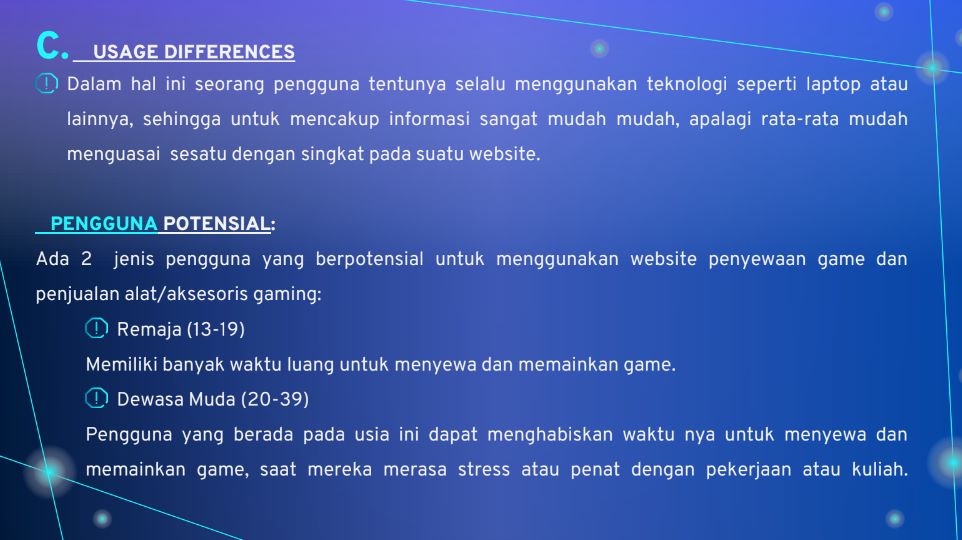 C. USAGE DIFFERENCES
Dalam hal ini seorang pengguna tentunya selalu menggunakan teknologi seperti laptop atau
lainnya, sehingga untuk mencakup informasi sangat mudah mudah, apalagi rata-rata mudah
menguasai sesatu dengan singkat pada suatu website.
PENGGUNA POTENSIAL:
Ada 2 jenis pengguna yang berpotensial untuk menggunakan website penyewaan game dan
penjualan alat/aksesoris gaming:
Remaja (13-19)
Memiliki banyak waktu luang untuk menyewa dan memainkan game.
Dewasa Muda (20-39)
Pengguna yang berada pada usia ini dapat menghabiskan waktu nya untuk menyewa dan
memainkan game, saat mereka merasa stress atau penat dengan pekerjaan atau kuliah.